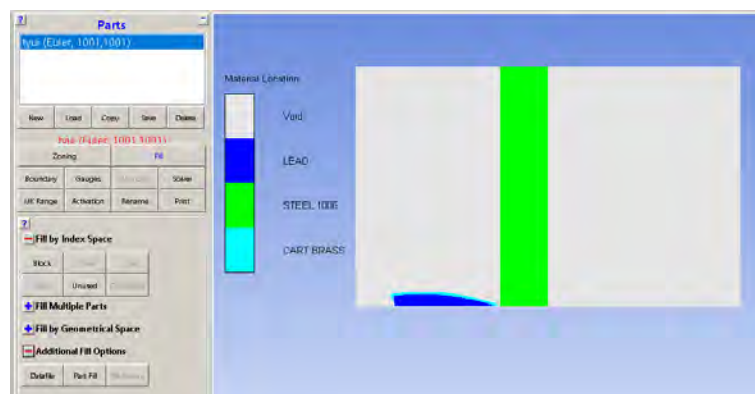 ?
Parts
tyui (Euler, 1001,1001)
New Load Copy Save Delete
tyui (Euler, 1001,1001)
Zoning Fill
Boundary Gauges Solver
IJK Range Activation Rename Print
?
Fill by Index Space
Block
Unused
Fill Multiple Parts
Fill by Geometrical Space
Additional Fill Options
Datafile Part Fill
Material Location
Void
LEAD
STEEL 1006
CART BRASS